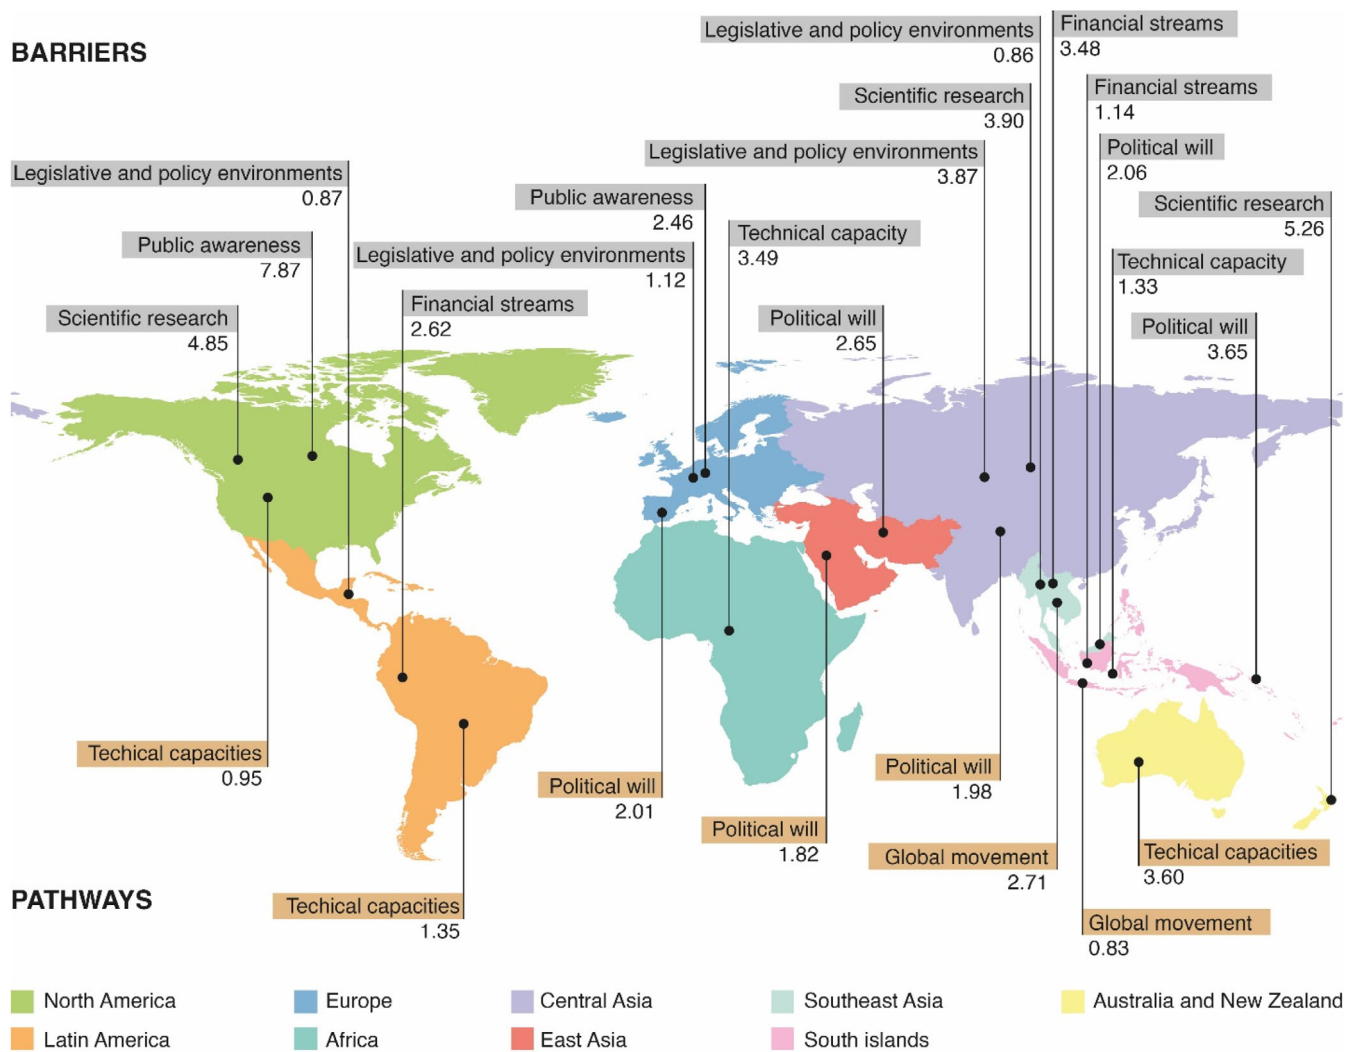 BARRIERS
Legislative and policy environments
0.86
Financial streams
3.48
Scientific research
3.90
Financial streams
1.14
Legislative and policy environments
3.87
Political will
2.06
Legislative and policy environments
0.87
Public awareness
2.46
Scientific research
5.26
Public awareness
7.87
Technical capacity
3.49
Legislative and policy environments
1.12
Technical capacity
1.33
Financial streams
2.62
Scientific research
4.85
Political will
2.65
Political will
3.65
Techical capacities
0.95
Political will
2.01
Political will
1.98
Political will
1.82
Global movement
2.71
Techical capacities
3.60
PATHWAYS
Techical capacities
1.35
Global movement
0.83
North America
Europe
Central Asia
Southeast Asia
Australia and New Zealand
Latin America
Africa
East Asia
South islands